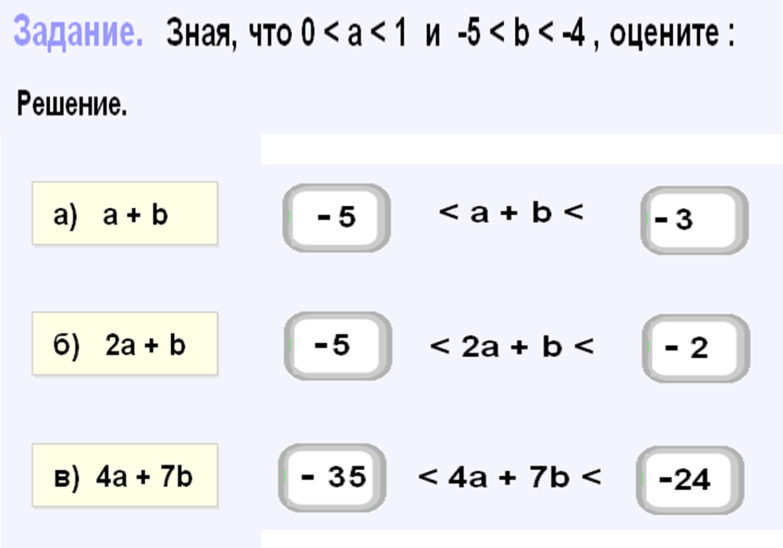 Задание. Зная, что 0 < a < 1 и -5 < b < -4 , оцените :
Решение.
а) a + b - 5 < a + b < - 3
б) 2a + b -5 < 2a + b < - 2
в) 4a + 7b - 35 < 4a + 7b < -24